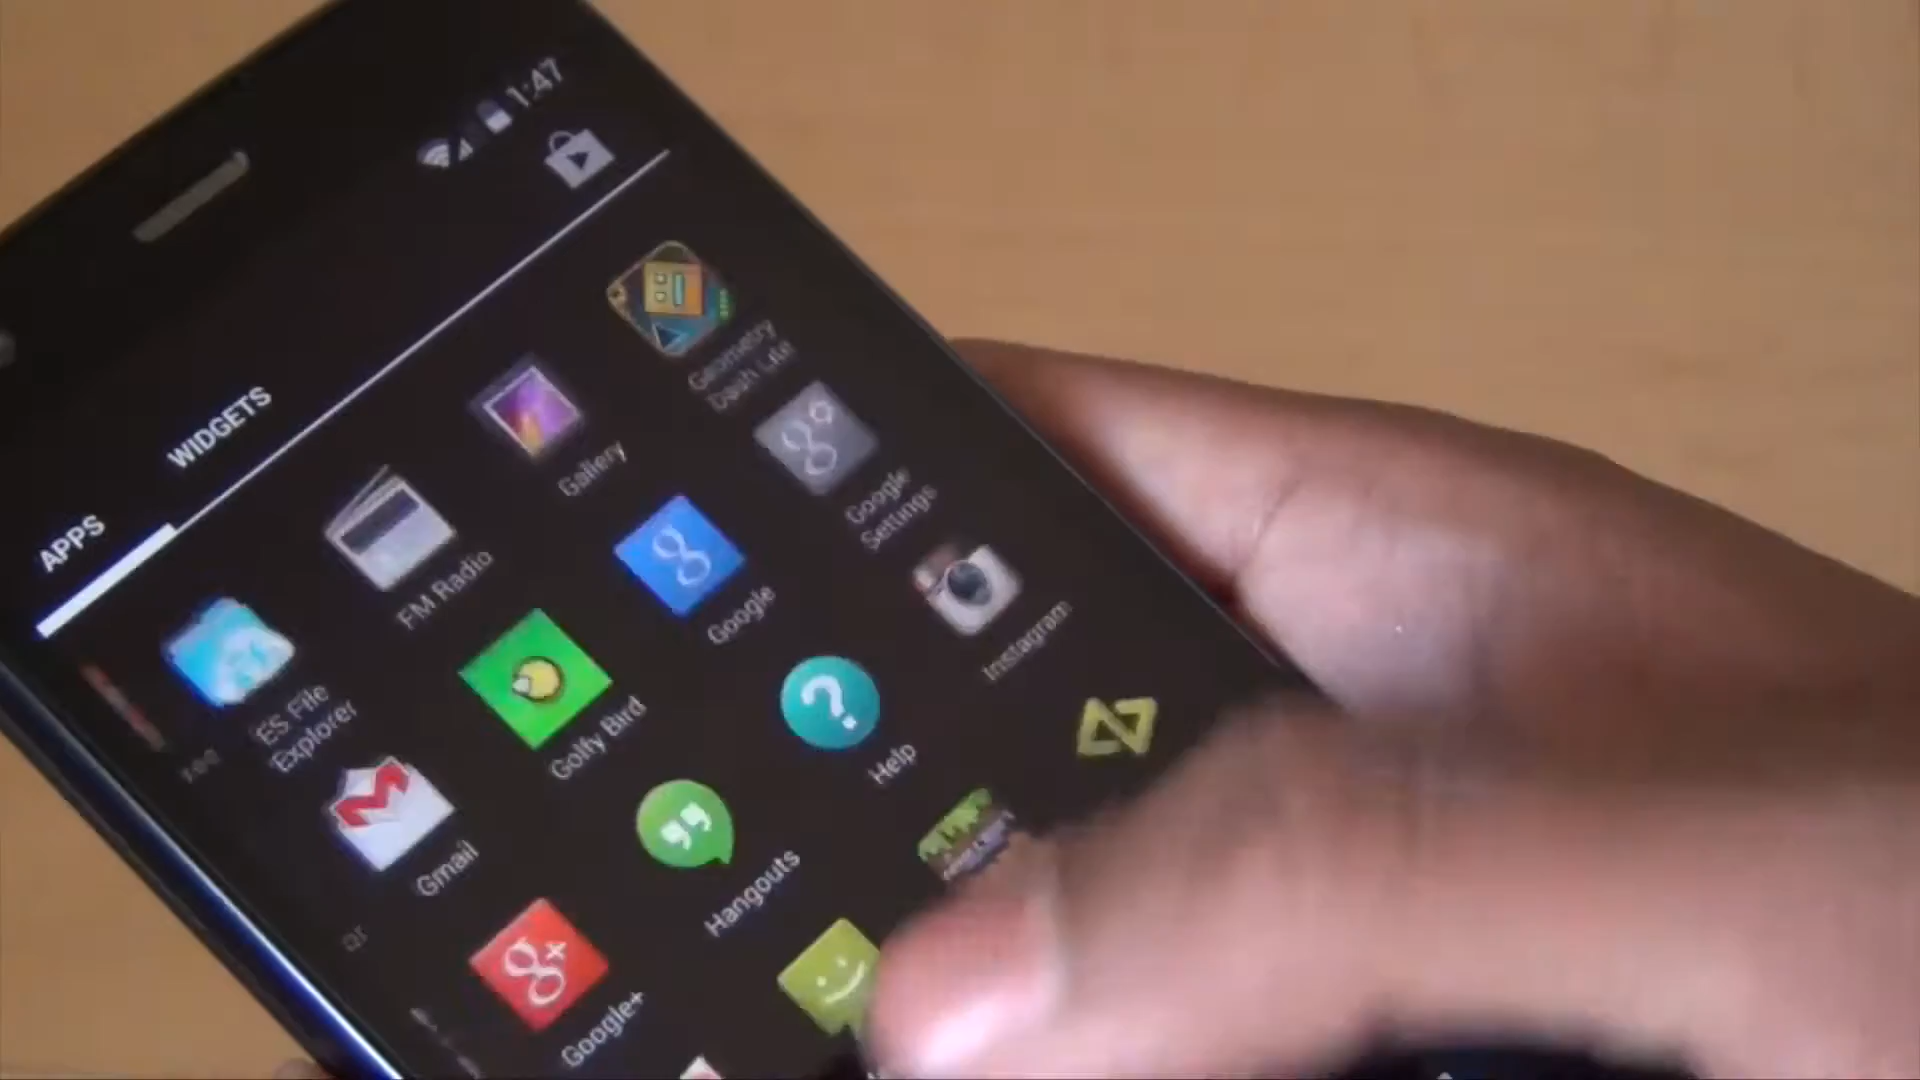 1:47
APPS
WIDGETS
ES File
Explorer
FM Radio
Gallery
Geometry
Dash Lite
Gmail
Golfy Bird
Google
Google
Settings
Google+
Hangouts
Help
Instagram